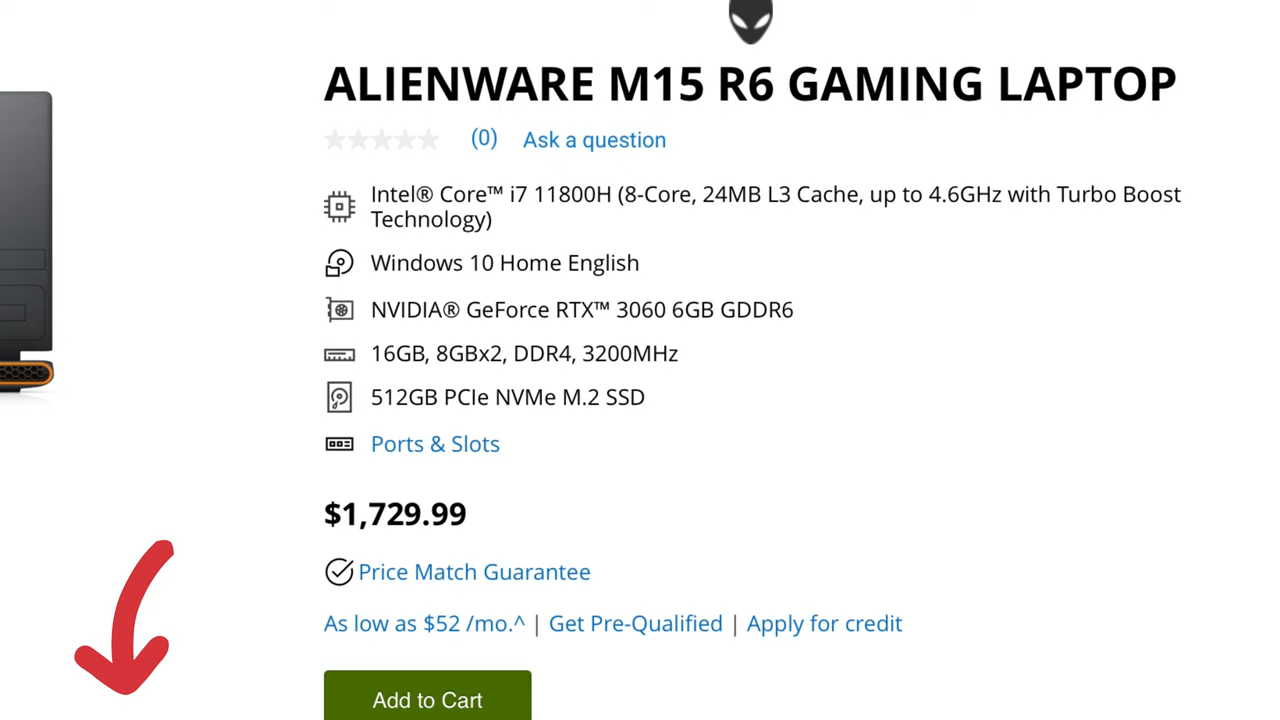 ALIENWARE M15 R6 GAMING LAPTOP
(0) Ask a question
Intel® Core™ i7 11800H (8-Core, 24MB L3 Cache, up to 4.6GHz with Turbo Boost
Technology)
Windows 10 Home English
NVIDIA® GeForce RTX™ 3060 6GB GDDR6
16GB, 8GBx2, DDR4, 3200MHz
512GB PCIe NVMe M.2 SSD
Ports & Slots
$1,729.99
Price Match Guarantee
As low as $52 /mo.^ | Get Pre-Qualified | Apply for credit
Add to Cart